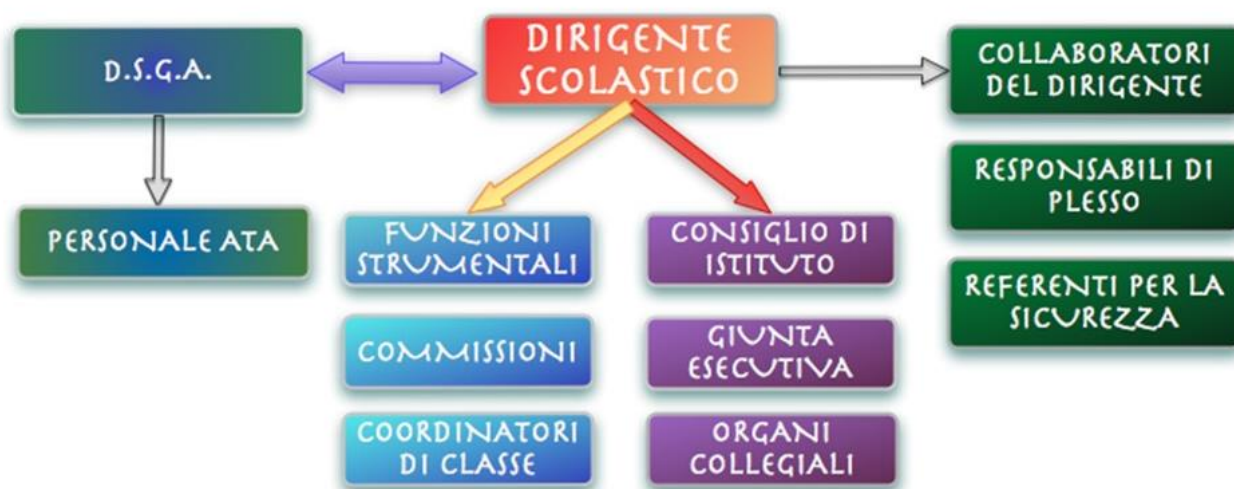 D.S.G.A.
DIRIGENTE
SCOLASTICO
COLLABORATORI
DEL DIRIGENTE
RESPONSABILI DI
PLESSO
REFERENTI PER LA
SICUREZZA
PERSONALE ATA
FUNZIONI
STRUMENTALI
COMMISSIONI
COORDINATORI
DI CLASSE
CONSIGLIO DI
ISTITUTO
GIUNTA
ESECUTIVA
ORGANI
COLLEGIALI